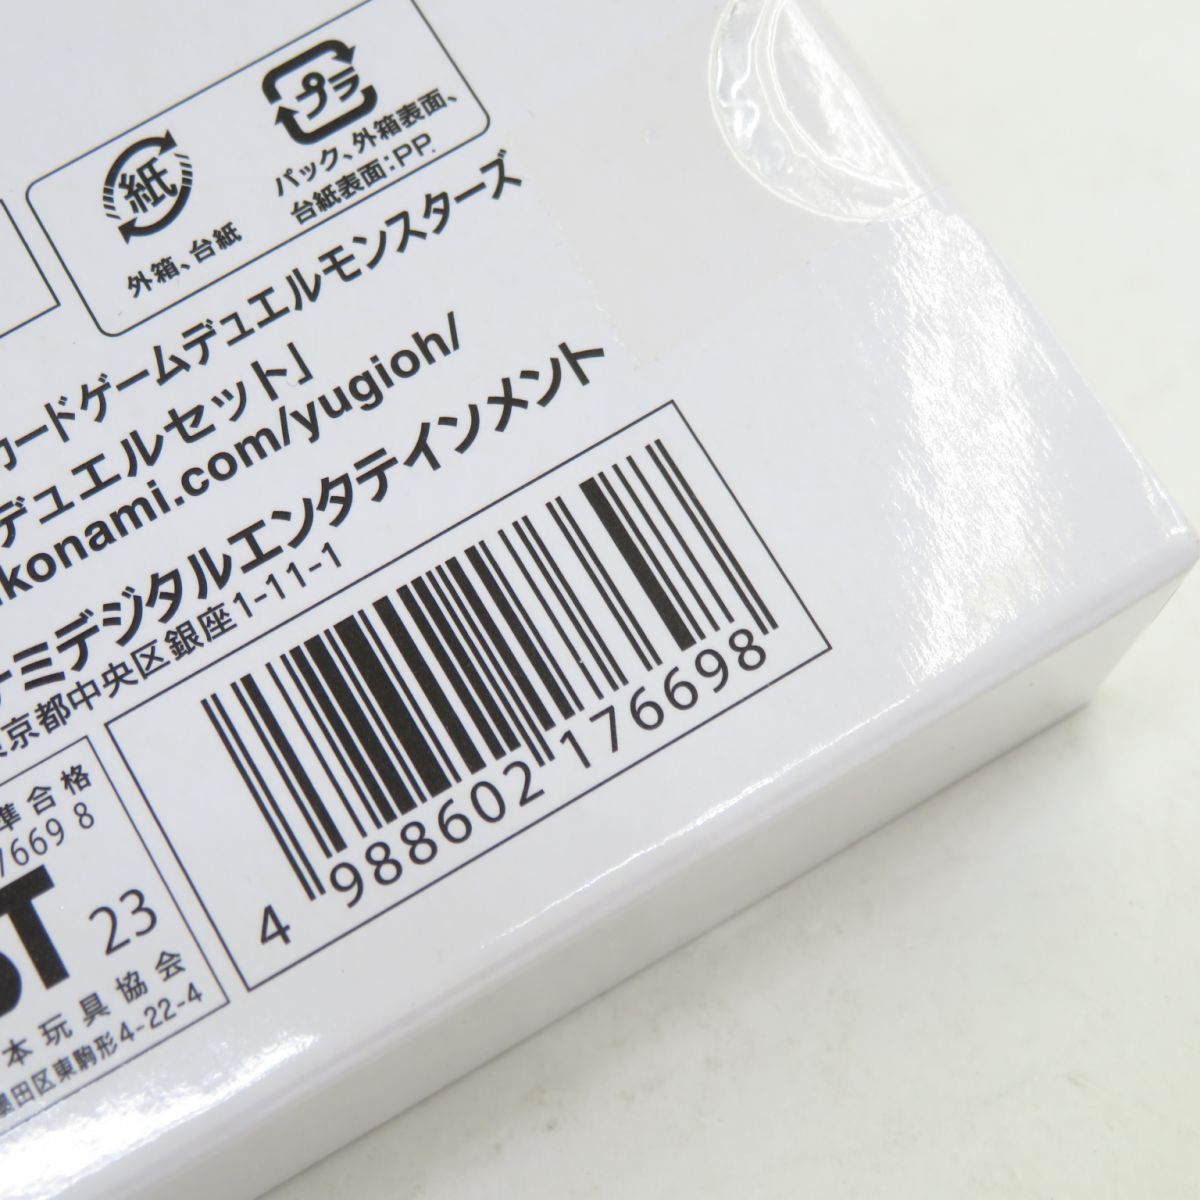 紙
プラ
外箱、台紙
パック、外箱表面、
台紙表面:PP.
カードゲームデュエルモンスターズ
デュエルセット」
konami.com/yugioh/
ミデジタルエンタテインメント
東京都中央区銀座1-11-1
4 988602 176698
準合格
7669 8
ST
23
本玩具協会
墨田区東駒形4-22-4